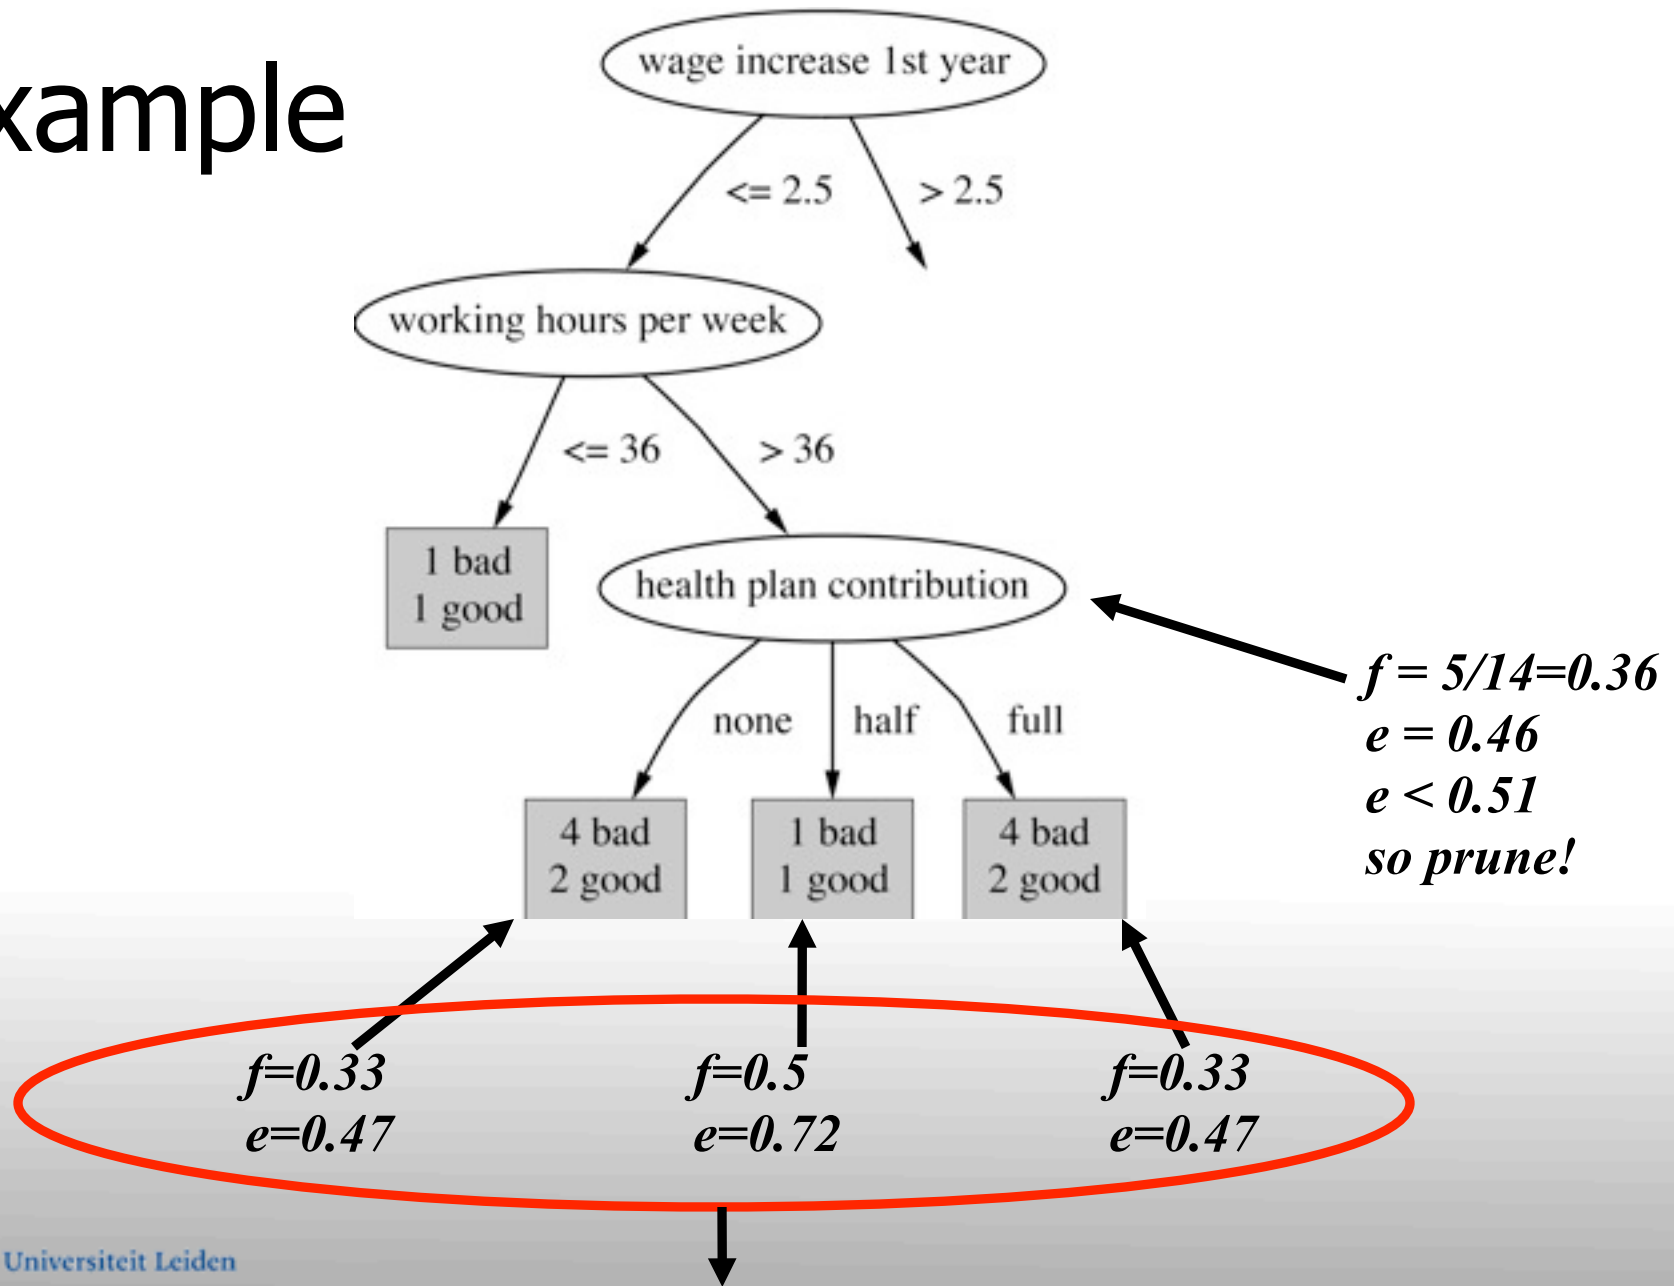 xample
wage increase 1st year
<= 2.5
> 2.5
working hours per week
<= 36
> 36
1 bad
1 good
health plan contribution
f = 5/14=0.36
e = 0.46
e < 0.51
so prune!
none
half
full
4 bad
2 good
1 bad
1 good
4 bad
2 good
f=0.33
e=0.47
f=0.5
e=0.72
f=0.33
e=0.47
Universiteit Leiden